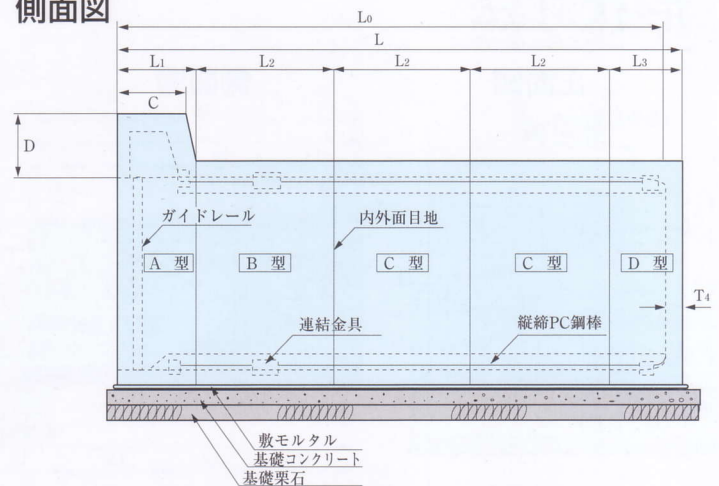 側面図
L0
L
L1 L2 L2 L2 L3
C
D
ガイドレール
内外面目地
A 型 B 型 C 型 C 型 D 型
T4
連結金具
縦締PC鋼棒
敷モルタル
基礎コンクリート
基礎栗石